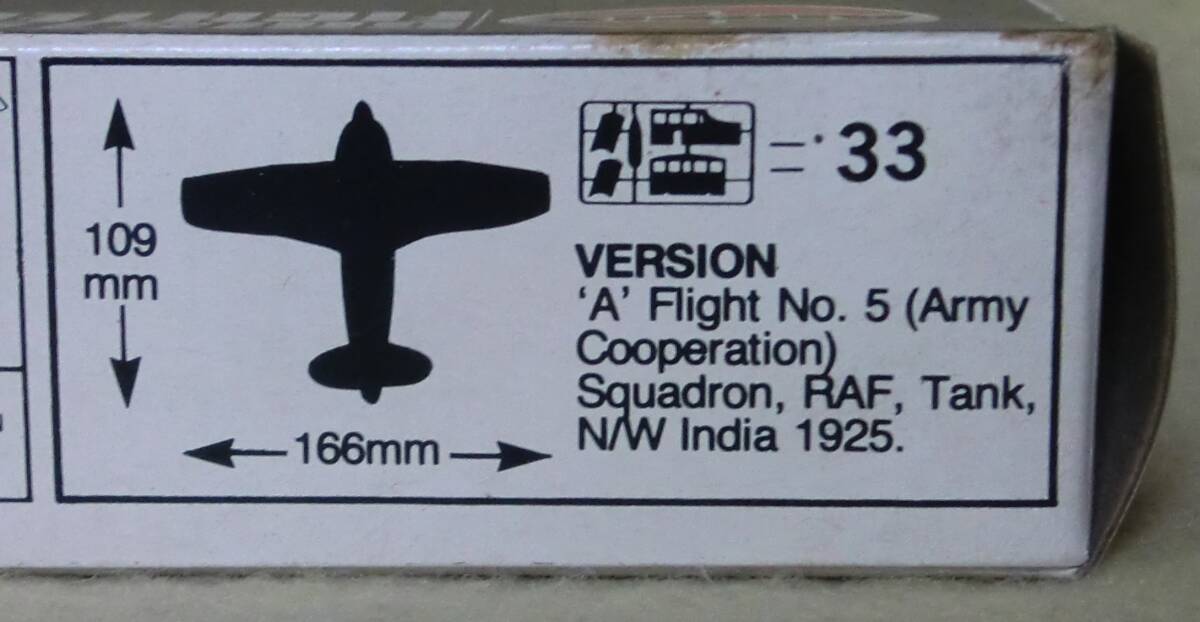 109
mm
166mm
= 33
VERSION
‘A’ Flight No. 5 (Army
Cooperation)
Squadron, RAF, Tank,
N/W India 1925.